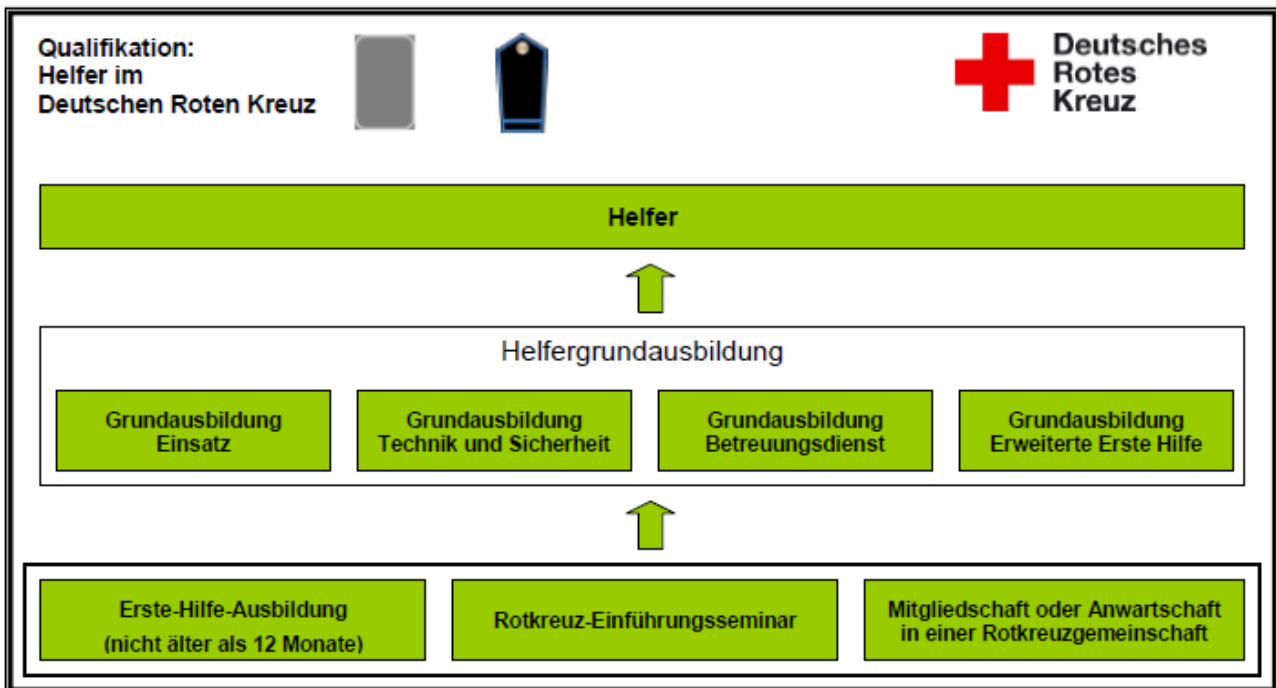 Qualifikation:
Helfer im
Deutschen Roten Kreuz
Deutsches
Rotes
Kreuz
Helfer
Helfergrundausbildung
Grundausbildung
Einsatz
Grundausbildung
Technik und Sicherheit
Grundausbildung
Betreuungsdienst
Grundausbildung
Erweiterte Erste Hilfe
Erste-Hilfe-Ausbildung
(nicht älter als 12 Monate)
Rotkreuz-Einführungsseminar
Mitgliedschaft oder Anwartschaft
in einer Rotkreuzgemeinschaft